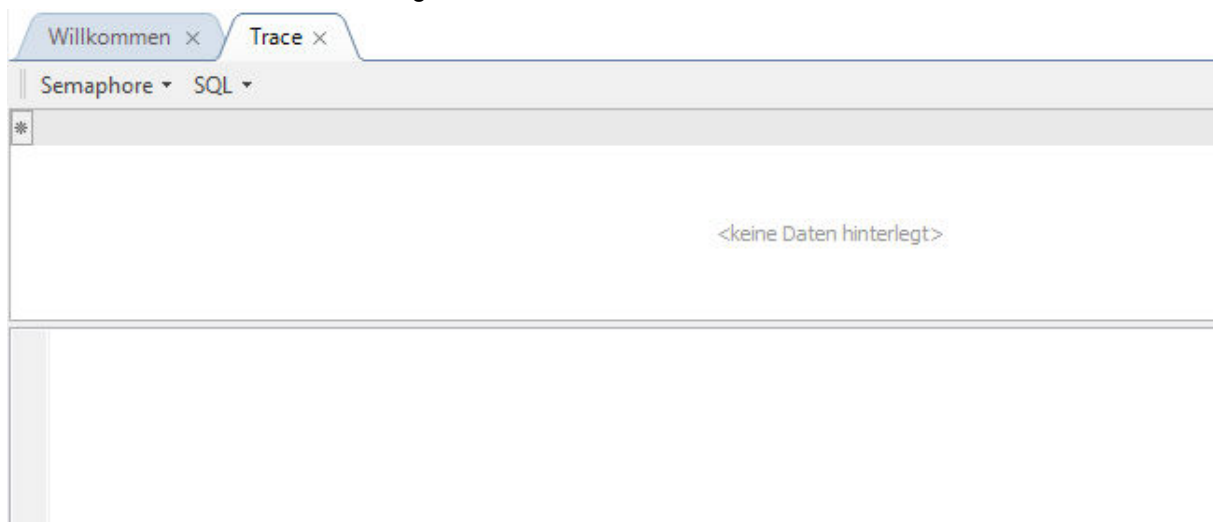 Willkommen × Trace ×
Semaphore SQL
<keine Daten hinterlegt>